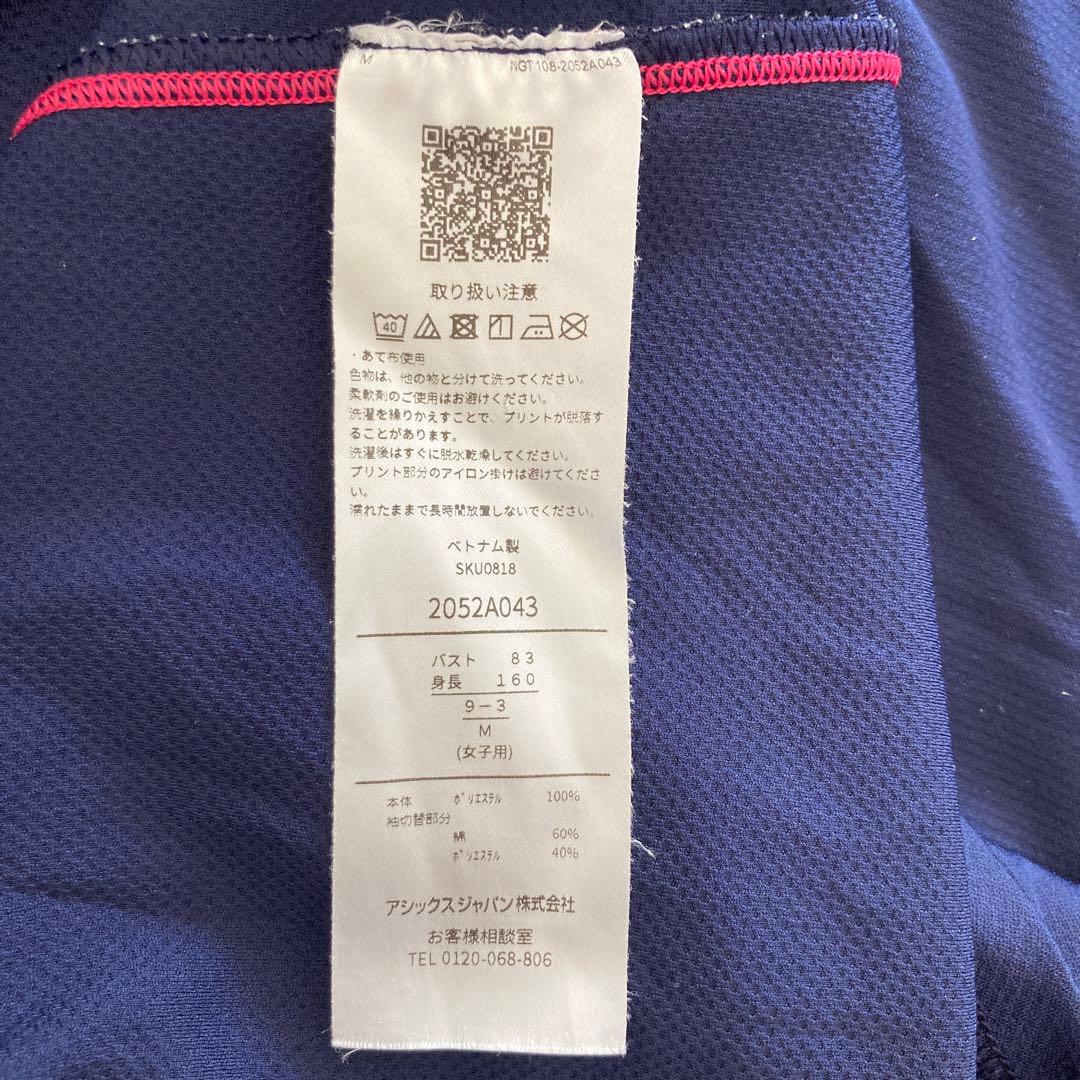 M NGT108-2052A043
取り扱い注意
40
・あて布使用
色物は、他の物と分けて洗ってください。
柔軟剤のご使用はお避けください。
洗濯を繰りかえすことで、プリントが脱落す
ることがあります。
洗濯後はすぐに脱水乾燥してください。
プリント部分のアイロン掛けは避けてくださ
い。
濡れたままで長時間放置しないでください。
ベトナム製
SKU0818
2052A043
バスト 83
身長 160
9-3
M
(女子用)
本体 ポリエステル 100%
袖切替部分
綿 60%
ポリエステル 40%
アシックスジャパン株式会社
お客様相談室
TEL 0120-068-806